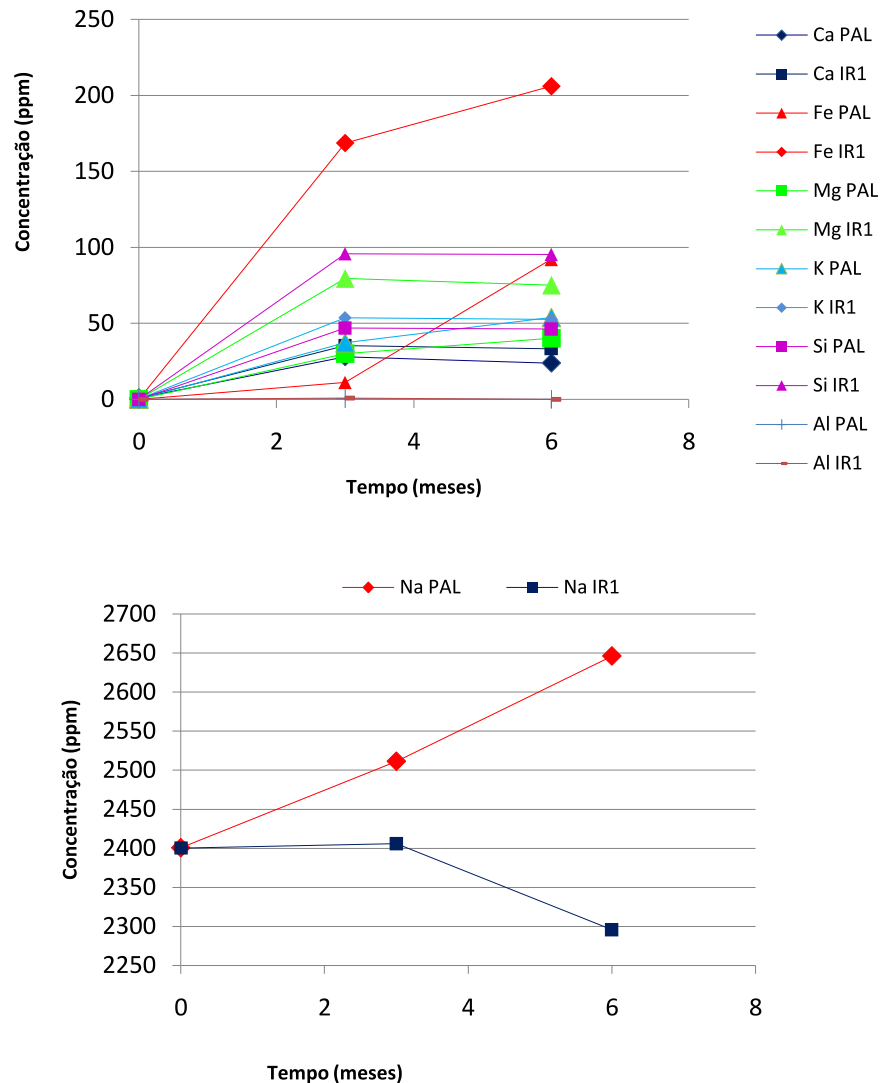 250
200
150
100
50
0
Concentração (ppm)
0 2 4 6 8
Tempo (meses)
Ca PAL
Ca IR1
Fe PAL
Fe IR1
Mg PAL
Mg IR1
K PAL
K IR1
Si PAL
Si IR1
Al PAL
Al IR1
Na PAL Na IR1
2700
2650
2600
2550
2500
2450
2400
2350
2300
2250
Concentração (ppm)
0 2 4 6 8
Tempo (meses)